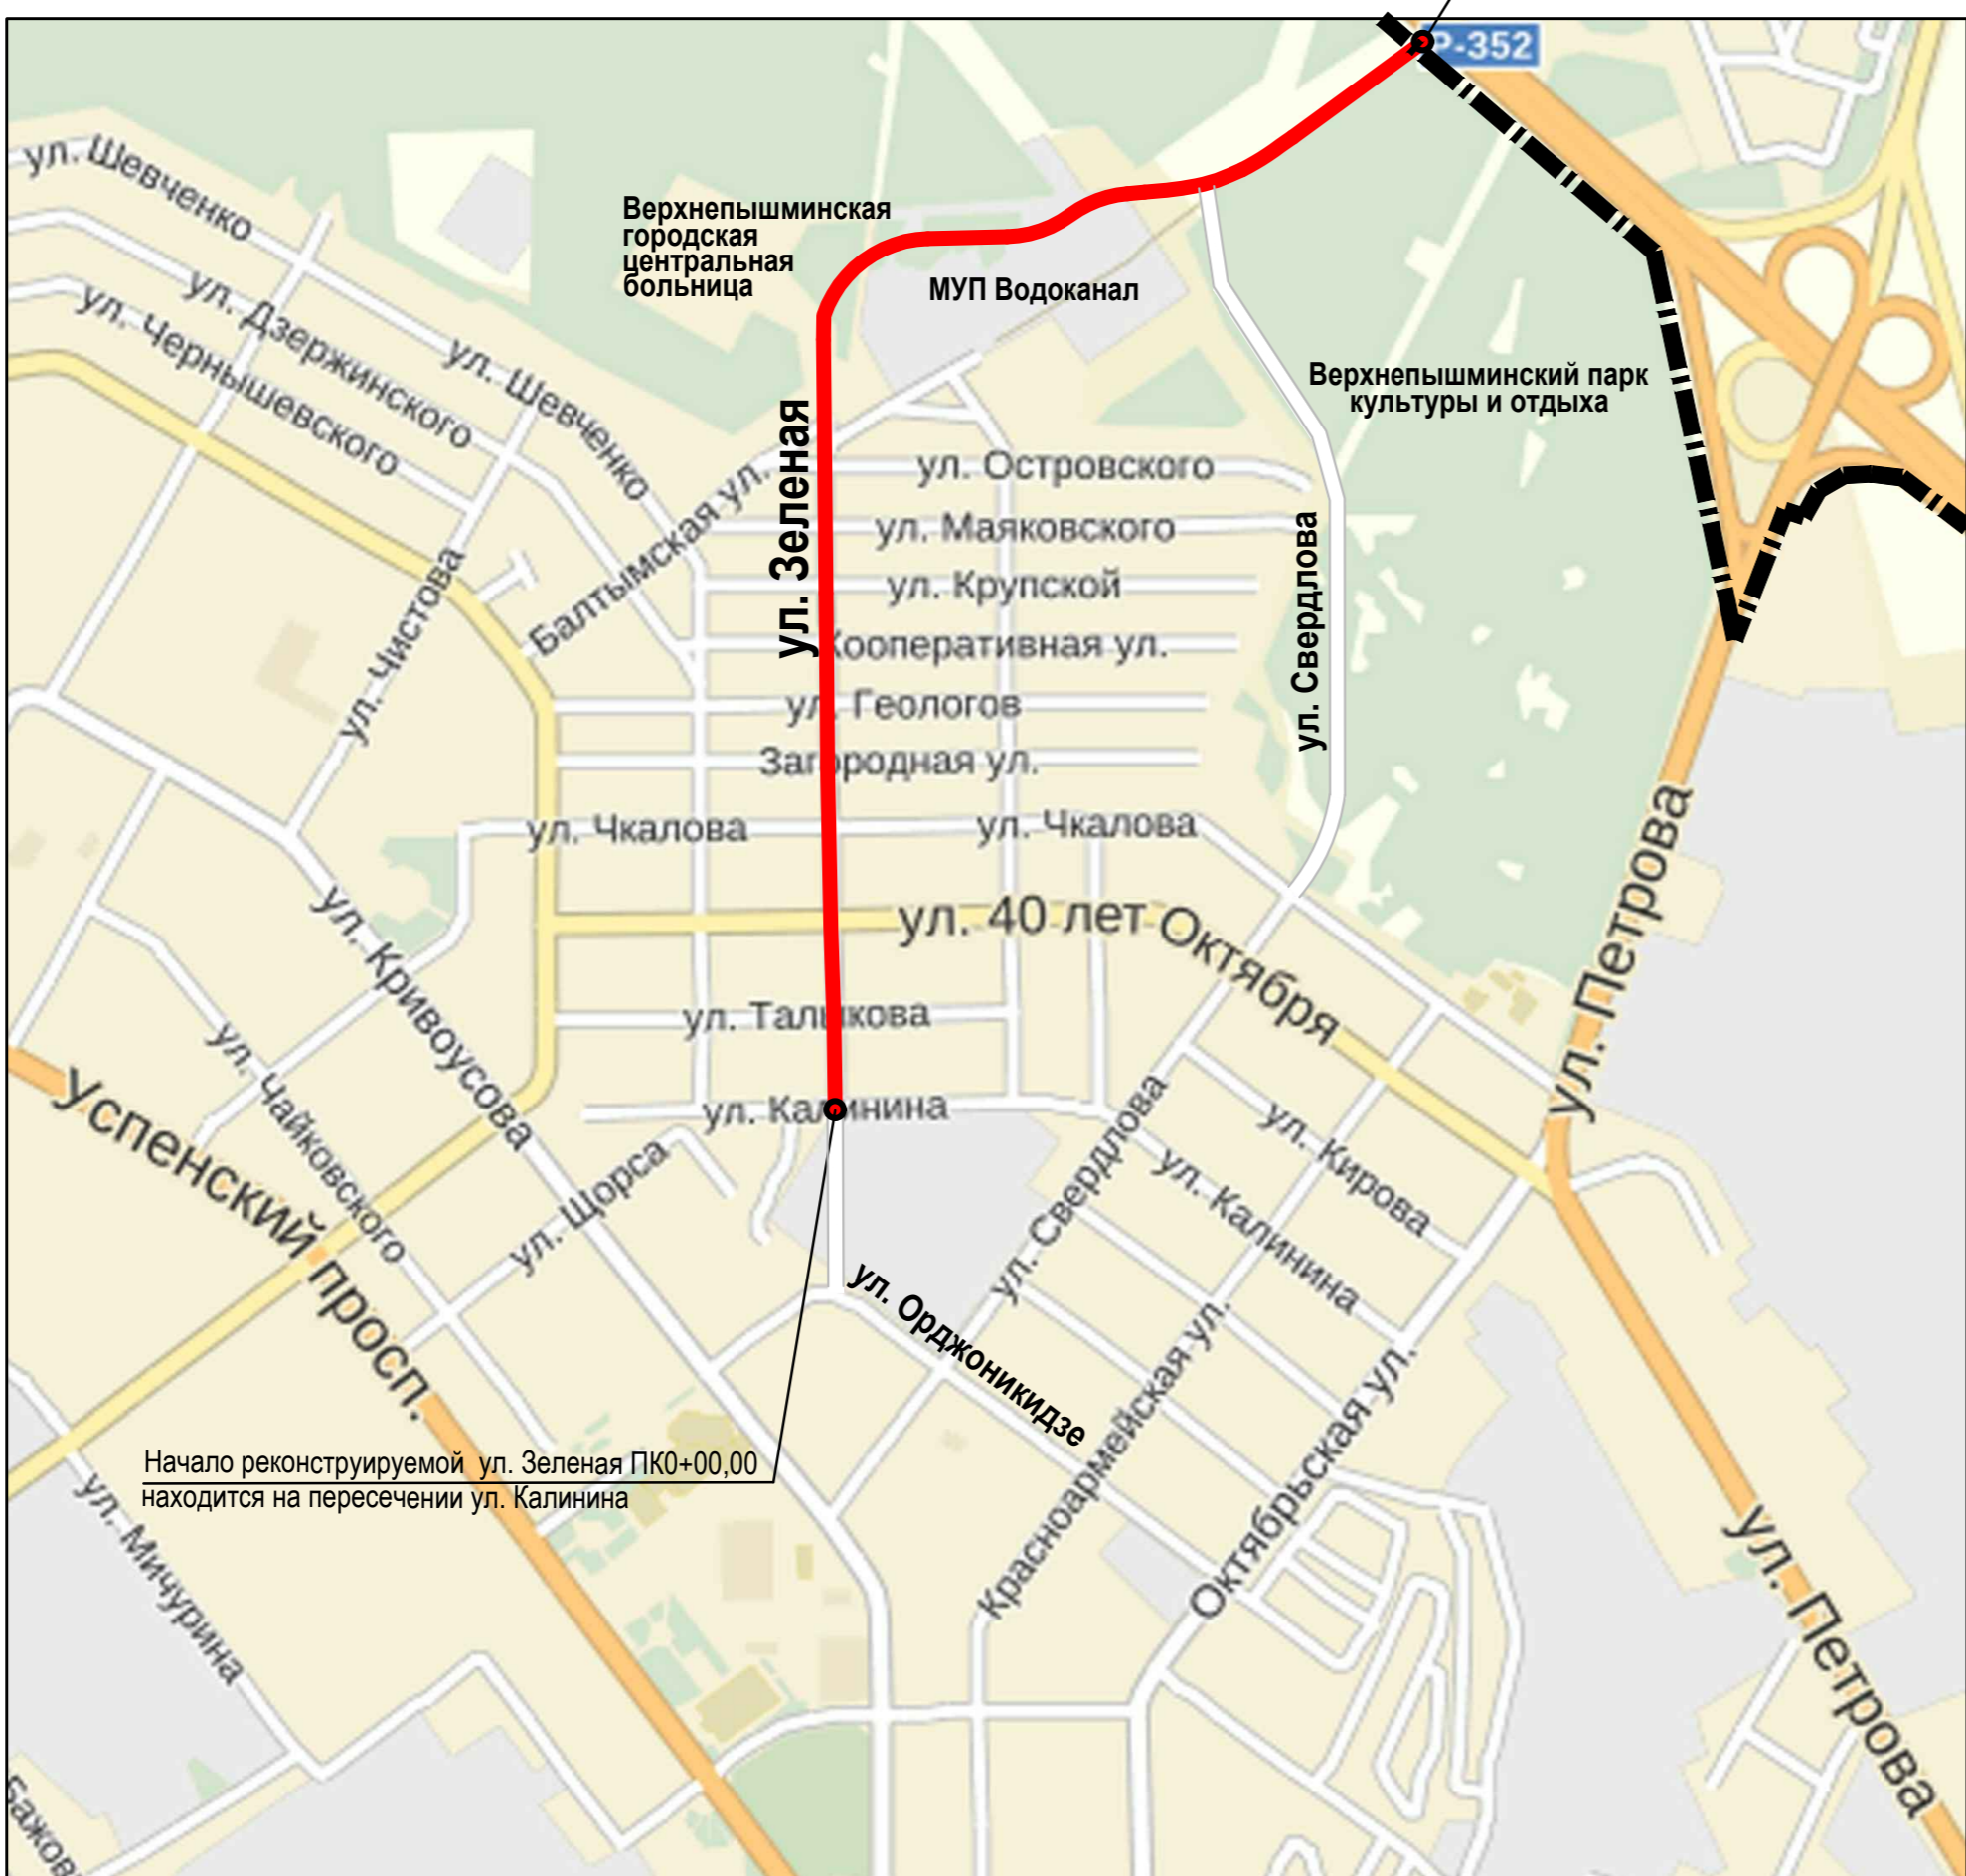 Р-352
ул. Шевченко
Верхнепышминская
городская
центральная
больница
МУП Водоканал
ул. Дзержинского
ул. Чернышевского
ул. Шевченко
Верхнепышминский парк
культуры и отдыха
ул. Зеленая
ул. Островского
Балтымская ул.
ул. Маяковского
ул. Крупской
ул. Свердлова
ул. Чистова
Кооперативная ул.
ул. Геологов
Загородная ул.
ул. Чкалова
ул. Чкалова
ул. Петрова
ул. 40 лет Октября
ул. Кривоусова
ул. Талыкова
ул. Чайковского
Успенский просп.
ул. Калинина
ул. Щорса
ул. Свердлова
ул. Кирова
ул. Калинина
ул. Орджоникидзе
Красноармейская ул.
Октябрьская ул.
Начало реконструируемой ул. Зеленая ПК0+00,00
находится на пересечении ул. Калинина
ул. Мичурина
ул. Петрова